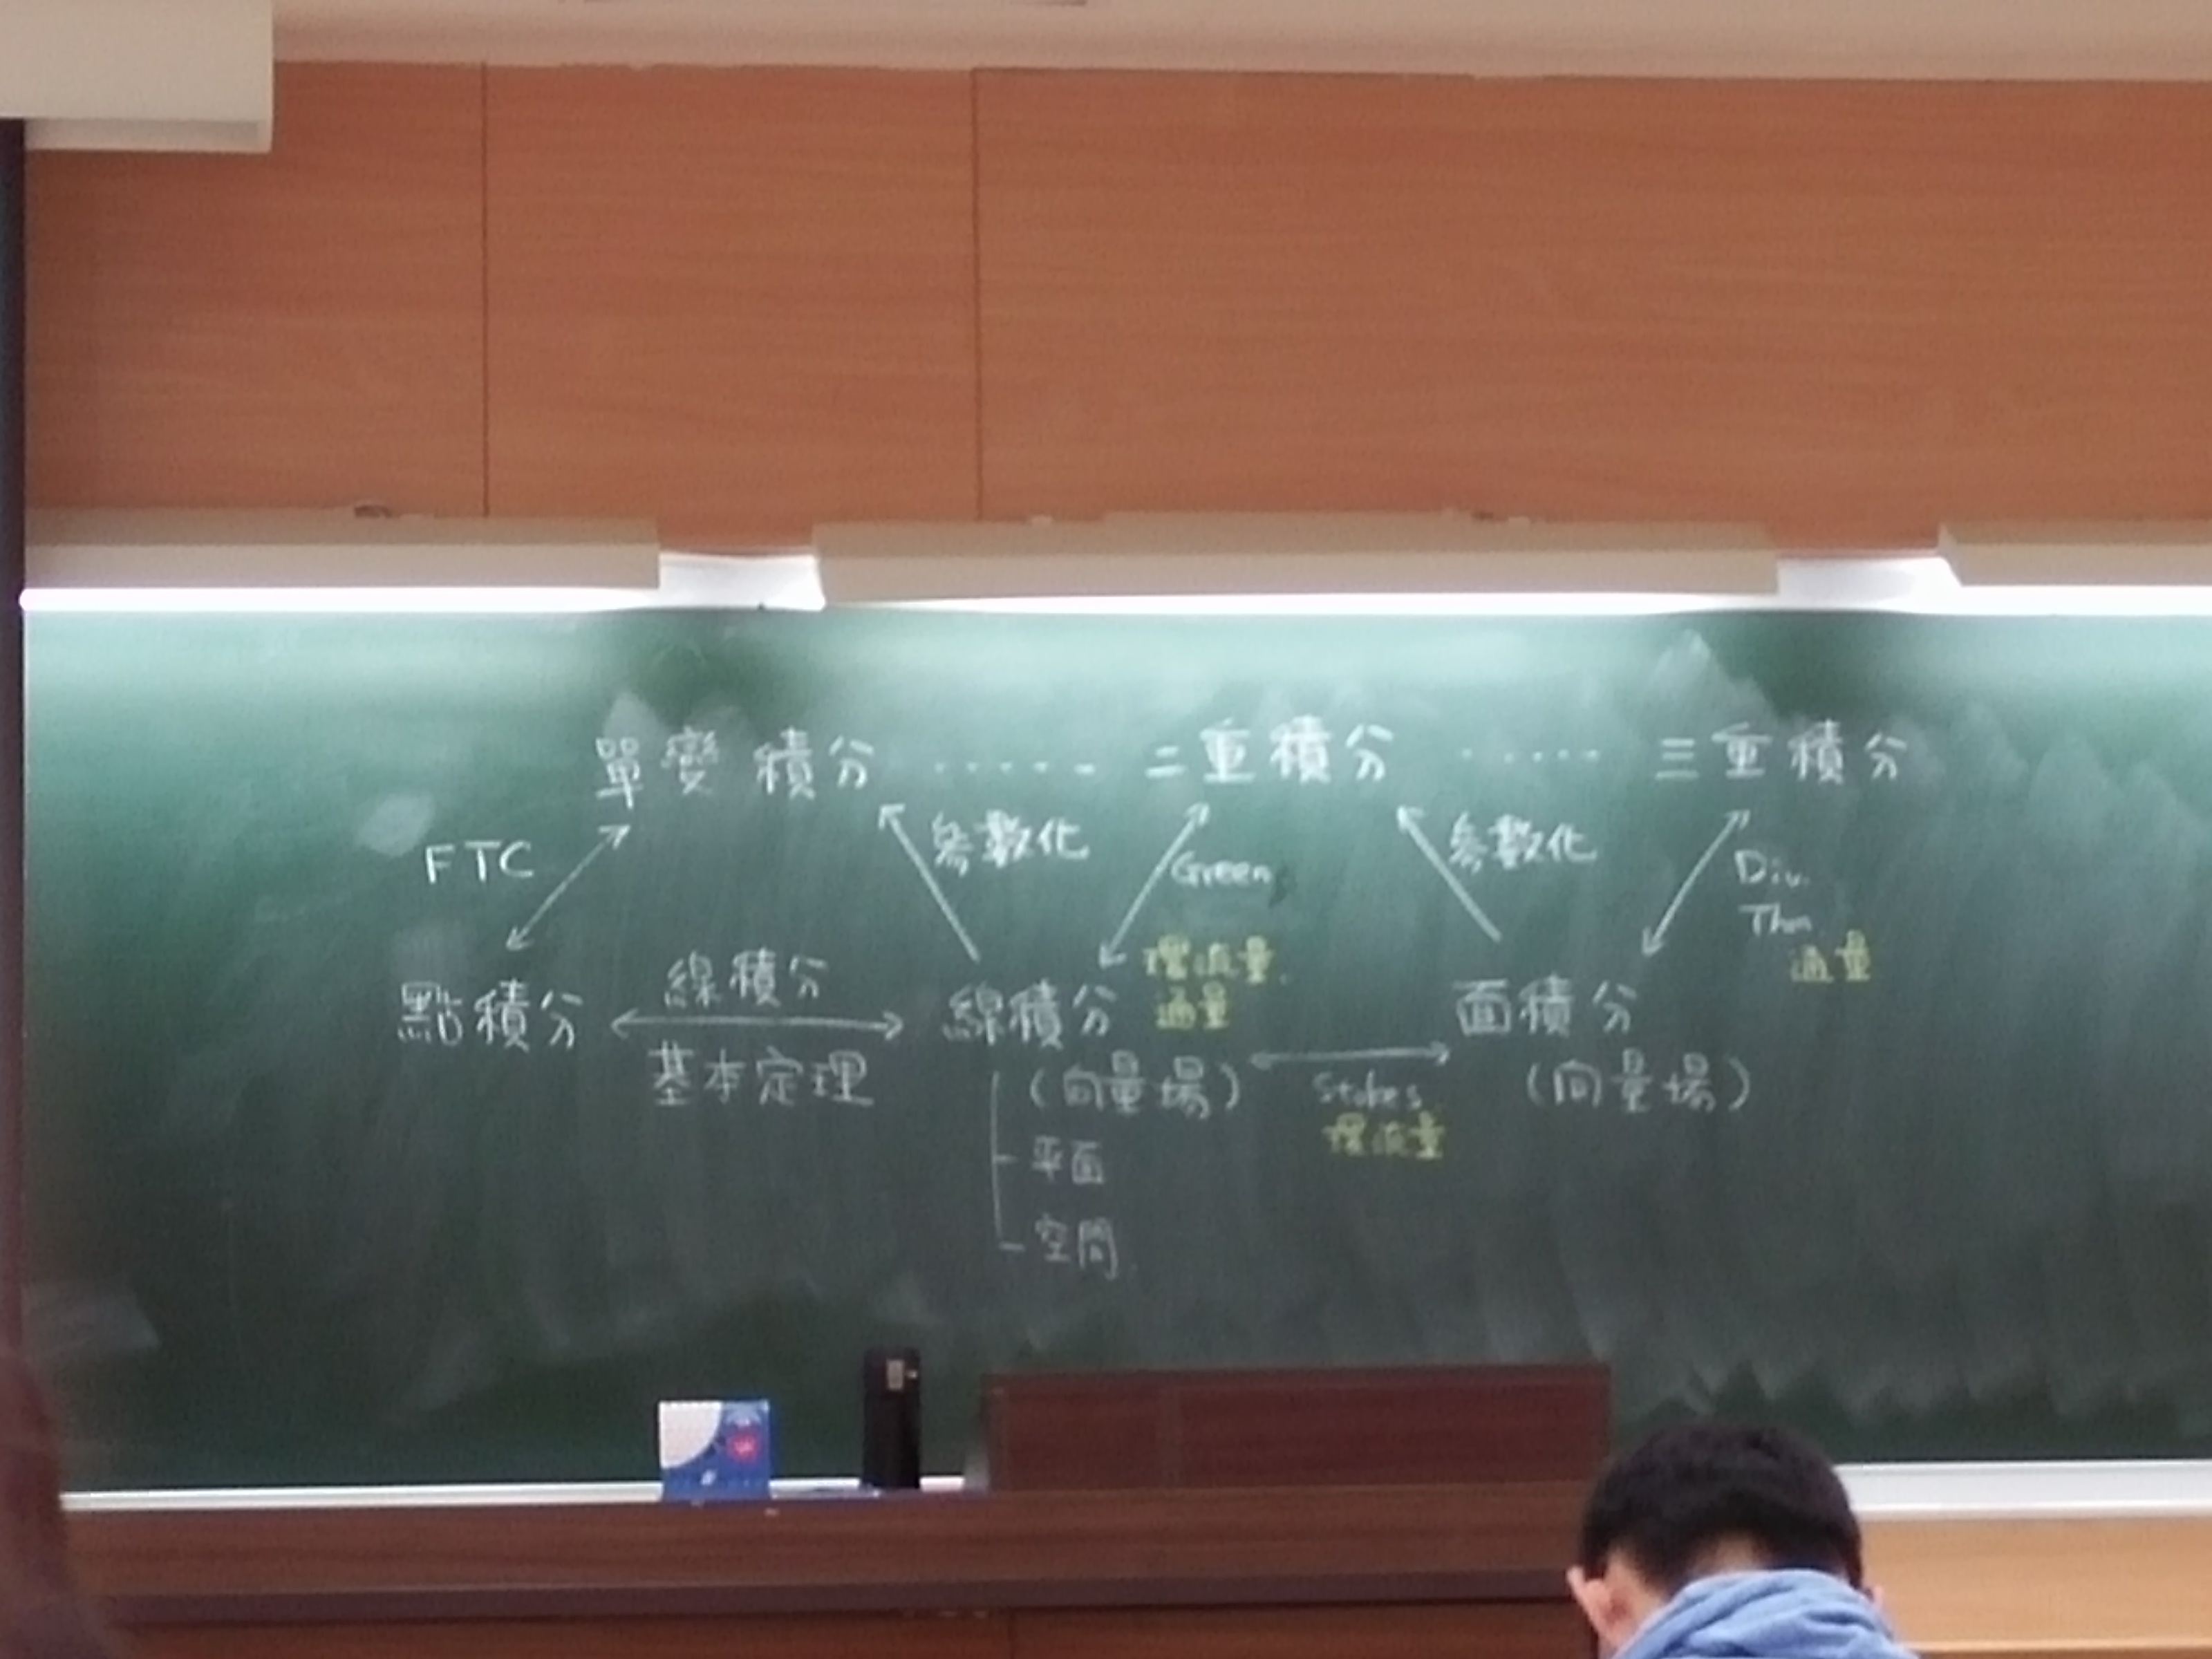 單變積分 ····· 二重積分 ····· 三重積分
FTC
參數化
Green
參數化
Div.
Thm.
通量
點積分
線積分
基本定理
線積分
環流量.
通量
面積分
(向量場)
Stokes
環流量
(向量場)
平面
空間